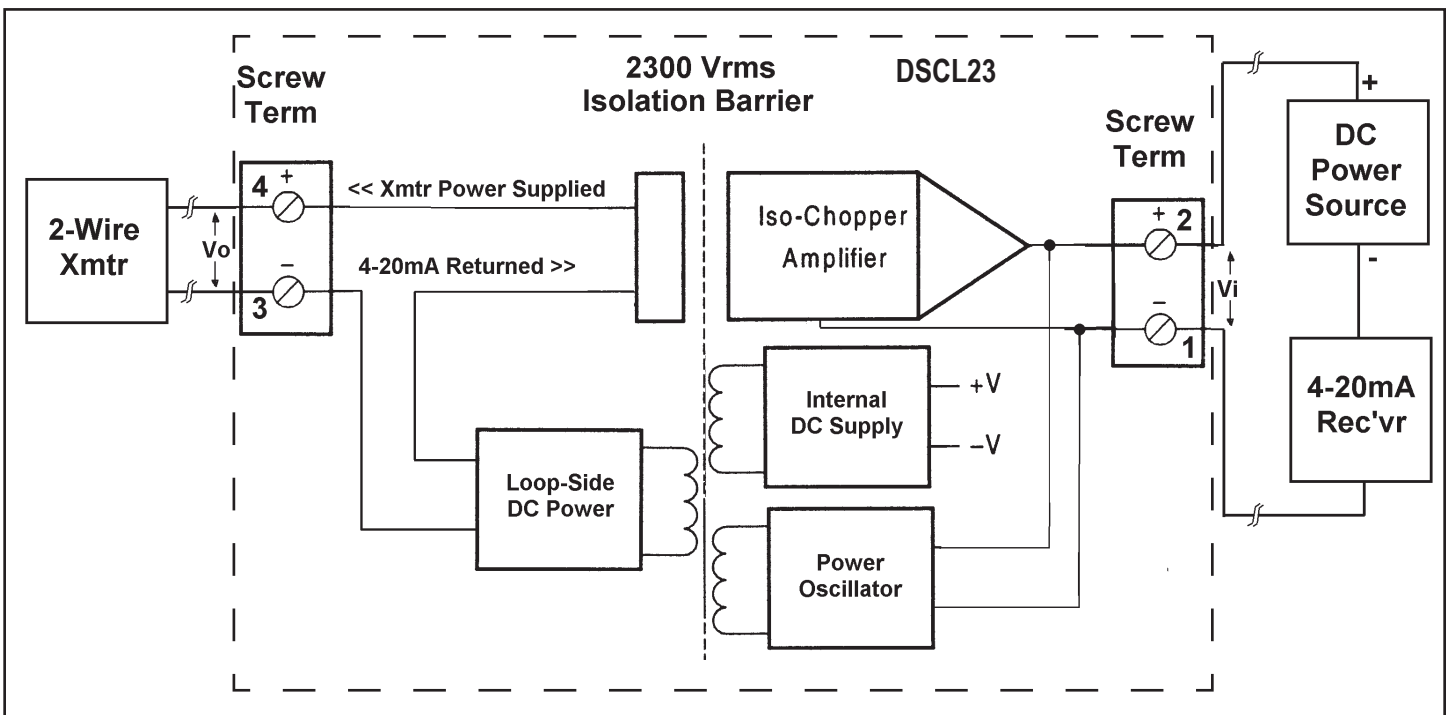 2300 Vrms
Isolation Barrier
DSCL23
Screw
Term
Screw
Term
+
DC
Power
Source
-
4
+
<< Xmtr Power Supplied
2-Wire
Xmtr
Vo
4-20mA Returned >>
−
3
Iso-Chopper
Amplifier
+
2
Vi
−
1
4-20mA
Rec'vr
Internal
DC Supply
+V
−V
Loop-Side
DC Power
Power
Oscillator